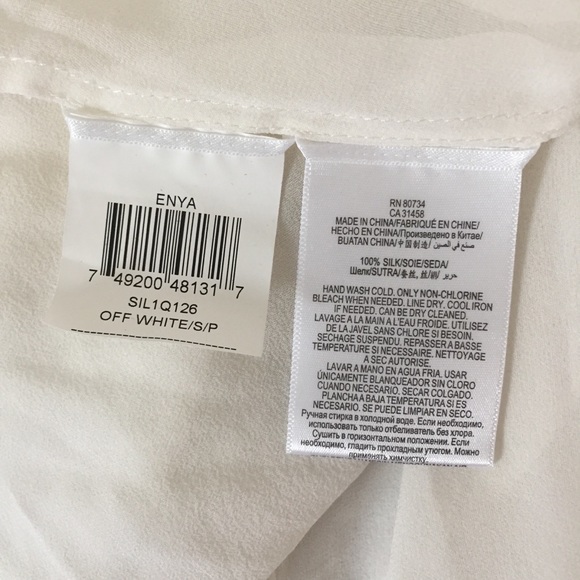 ENYA
7 49200 48131 7
SIL1Q126
OFF WHITE/S/P
RN 80734
CA 31458
MADE IN CHINA/FABRIQUÉ EN CHINE/
HECHO EN CHINA/Произведено в Китае/
BUATAN CHINA/中国制造/ صنع في الصين
100% SILK/SOIE/SEDA/
Шелк/SUTRA/蚕丝, 丝/絹/ حرير
HAND WASH COLD. ONLY NON-CHLORINE
BLEACH WHEN NEEDED. LINE DRY. COOL IRON
IF NEEDED. CAN BE DRY CLEANED.
LAVAGE A LA MAIN A L'EAU FROIDE. UTILISEZ
DE LA JAVEL SANS CHLORE SI BESOIN.
SECHAGE SUSPENDU. REPASSER A BASSE
TEMPERATURE SI NECESSAIRE. NETTOYAGE
A SEC AUTORISE.
LAVAR A MANO EN AGUA FRIA. USAR
ÚNICAMENTE BLANQUEADOR SIN CLORO
CUANDO NECESARIO, SECAR COLGADO.
PLANCHA A BAJA TEMPERATURA SI ES
NECESARIO. SE PUEDE LIMPIAR EN SECO.
Ручная стирка в холодной воде. Если необходимо,
использовать только отбеливатель без хлора.
Сушить в горизонтальном положении. Если
необходимо, гладить прохладным утюгом. Можно
применять химчистку.